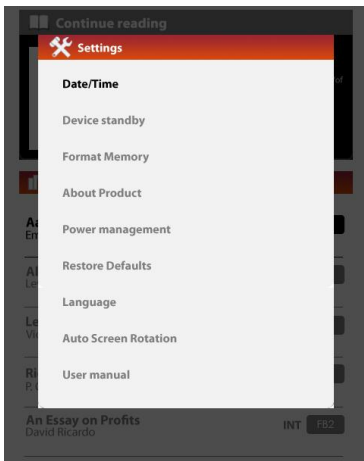 Continue reading
Settings
of
Date/Time
Device standby
Format Memory
About Product
Power management
Restore Defaults
Language
Auto Screen Rotation
User manual
An Essay on Profits
David Ricardo
INT FB2